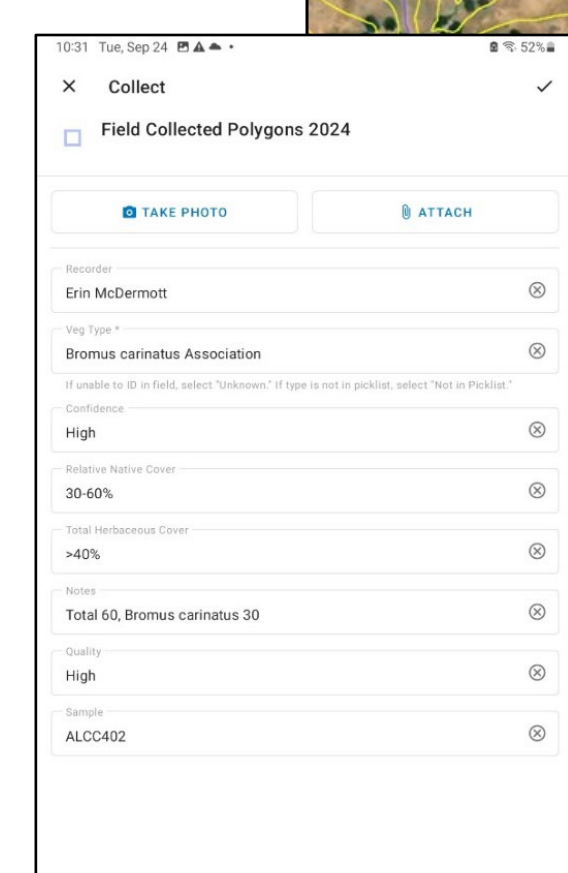 10:31 Tue, Sep 24 • 52%
Collect
Field Collected Polygons 2024
TAKE PHOTO ATTACH
Recorder
Erin McDermott
Veg Type *
Bromus carinatus Association
If unable to ID in field, select "Unknown." If type is not in picklist, select "Not in Picklist."
Confidence
High
Relative Native Cover
30-60%
Total Herbaceous Cover
>40%
Notes
Total 60, Bromus carinatus 30
Quality
High
Sample
ALCC402